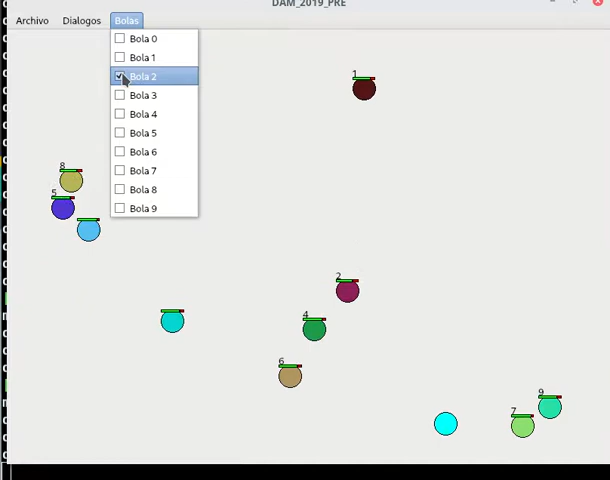 DAM_2019_PRE
Archivo Dialogos Bolas
Bola 0
Bola 1
Bola 2
Bola 3
Bola 4
Bola 5
Bola 6
Bola 7
Bola 8
Bola 9
1
8
5
2
4
6
9
7